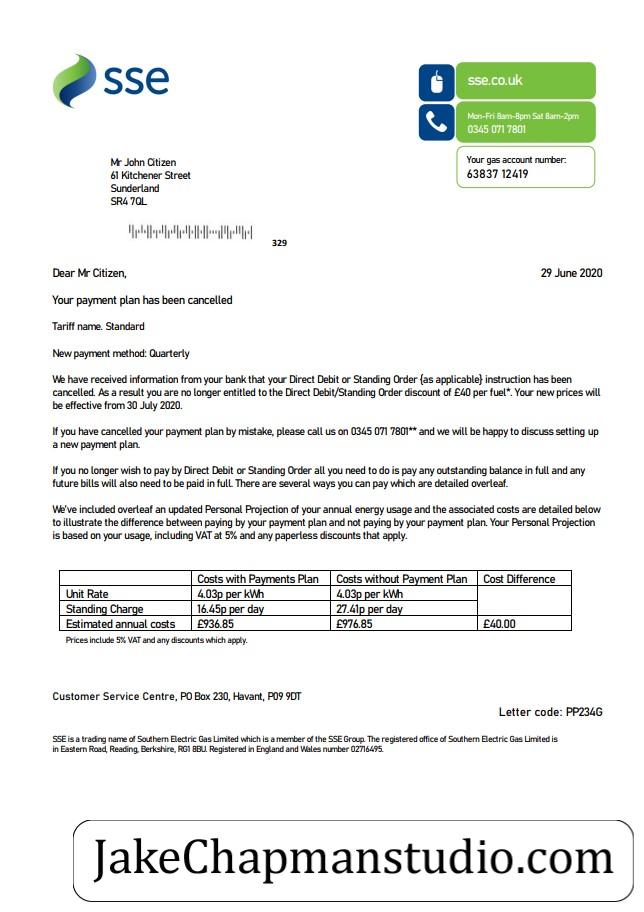 sse
sse.co.uk
Mon-Fri 8am-8pm Sat 8am-2pm
0345 071 7801
Your gas account number:
63837 12419
Mr John Citizen
61 Kitchener Street
Sunderland
SR4 7QL
329
Dear Mr Citizen,
29 June 2020
Your payment plan has been cancelled
Tariff name. Standard
New payment method: Quarterly
We have received information from your bank that your Direct Debit or Standing Order {as applicable} instruction has been
cancelled. As a result you are no longer entitled to the Direct Debit/Standing Order discount of £40 per fuel*. Your new prices will
be effective from 30 July 2020.
If you have cancelled your payment plan by mistake, please call us on 0345 071 7801** and we will be happy to discuss setting up
a new payment plan.
If you no longer wish to pay by Direct Debit or Standing Order all you need to do is pay any outstanding balance in full and any
future bills will also need to be paid in full. There are several ways you can pay which are detailed overleaf.
We've included overleaf an updated Personal Projection of your annual energy usage and the associated costs are detailed below
to illustrate the difference between paying by your payment plan and not paying by your payment plan. Your Personal Projection
is based on your usage, including VAT at 5% and any paperless discounts that apply.
Costs with Payments Plan Costs without Payment Plan Cost Difference
Unit Rate 4.03p per kWh 4.03p per kWh
Standing Charge 16.45p per day 27.41p per day
Estimated annual costs £936.85 £976.85 £40.00
Prices include 5% VAT and any discounts which apply.
Customer Service Centre, PO Box 230, Havant, P09 9DT
Letter code: PP234G
SSE is a trading name of Southern Electric Gas Limited which is a member of the SSE Group. The registered office of Southern Electric Gas Limited is
in Eastern Road, Reading, Berkshire, RG1 8BU. Registered in England and Wales number 02716495.
JakeChapmanstudio.com